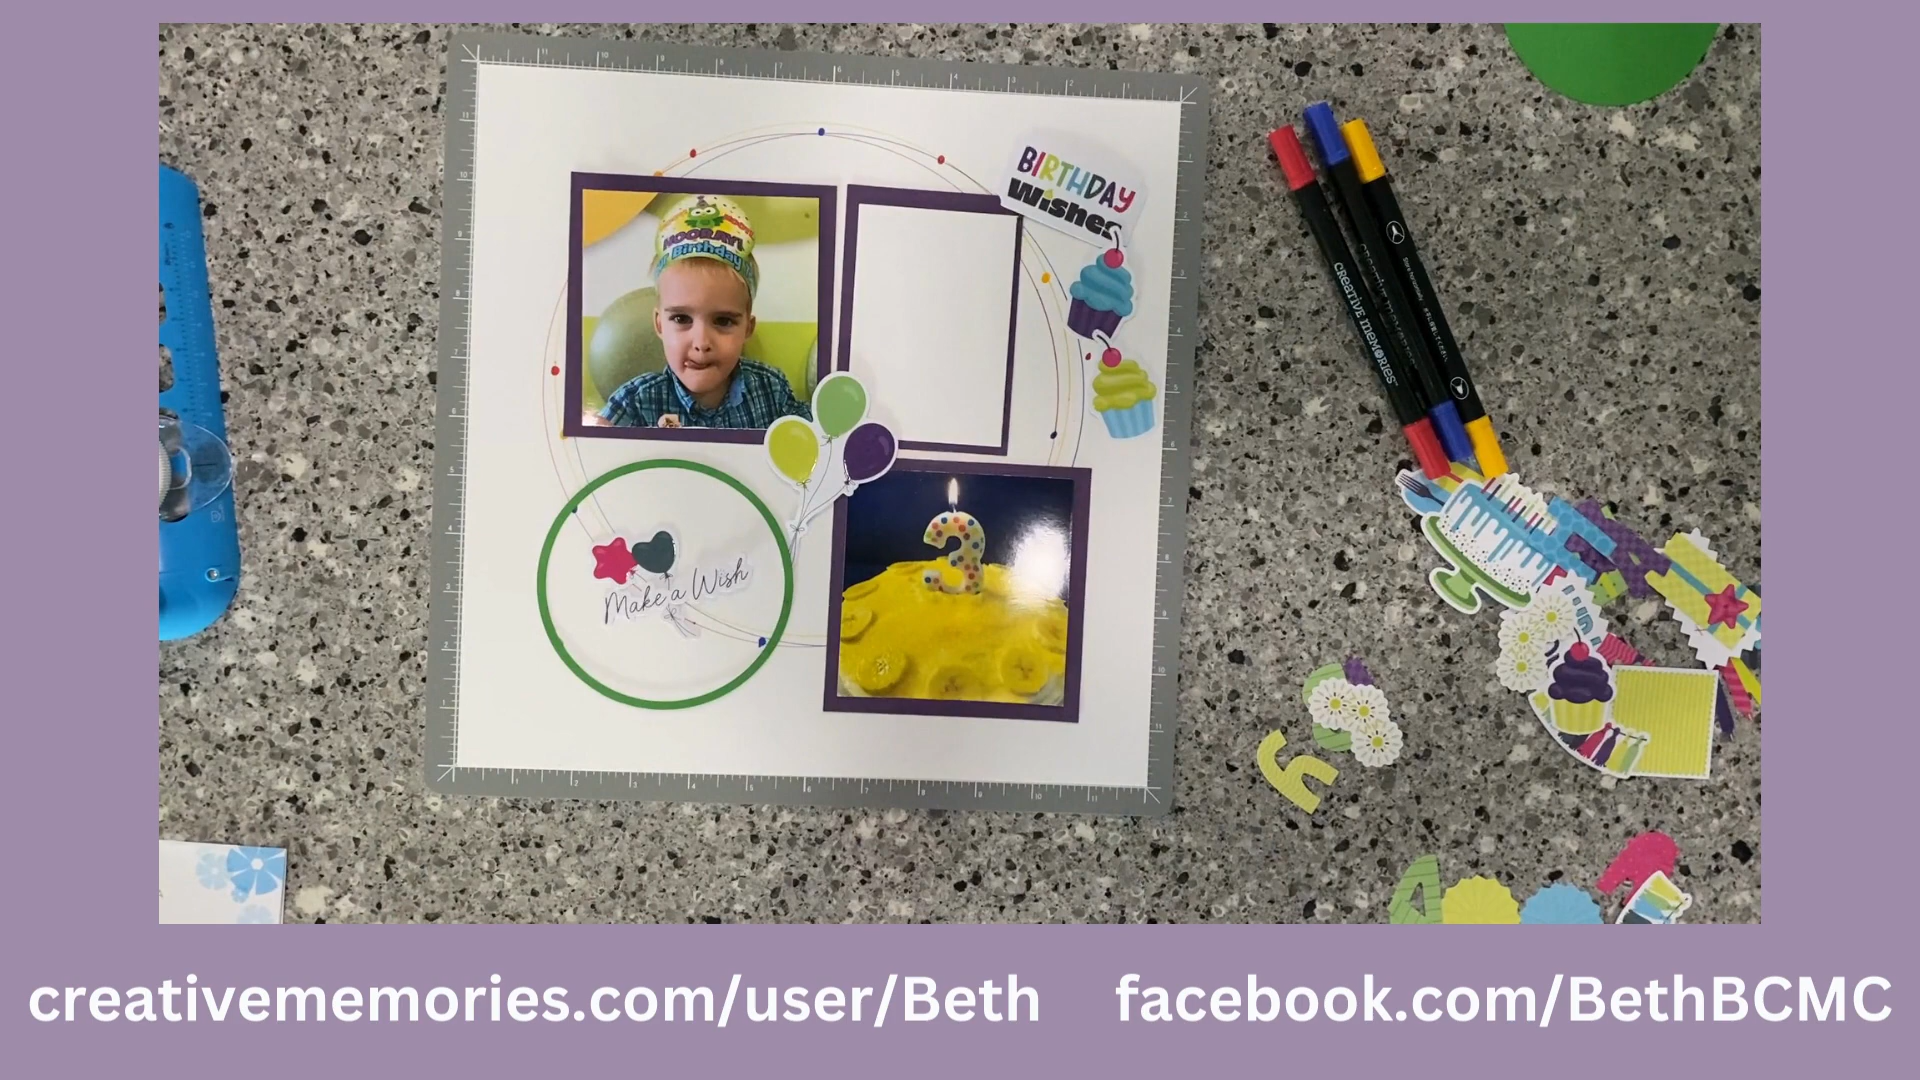 BIRTHDAY
Wishes
HOORAY!
Birthday
Make a Wish
3
creative memories
y
creativememories.com/user/Beth
facebook.com/BethBCMC